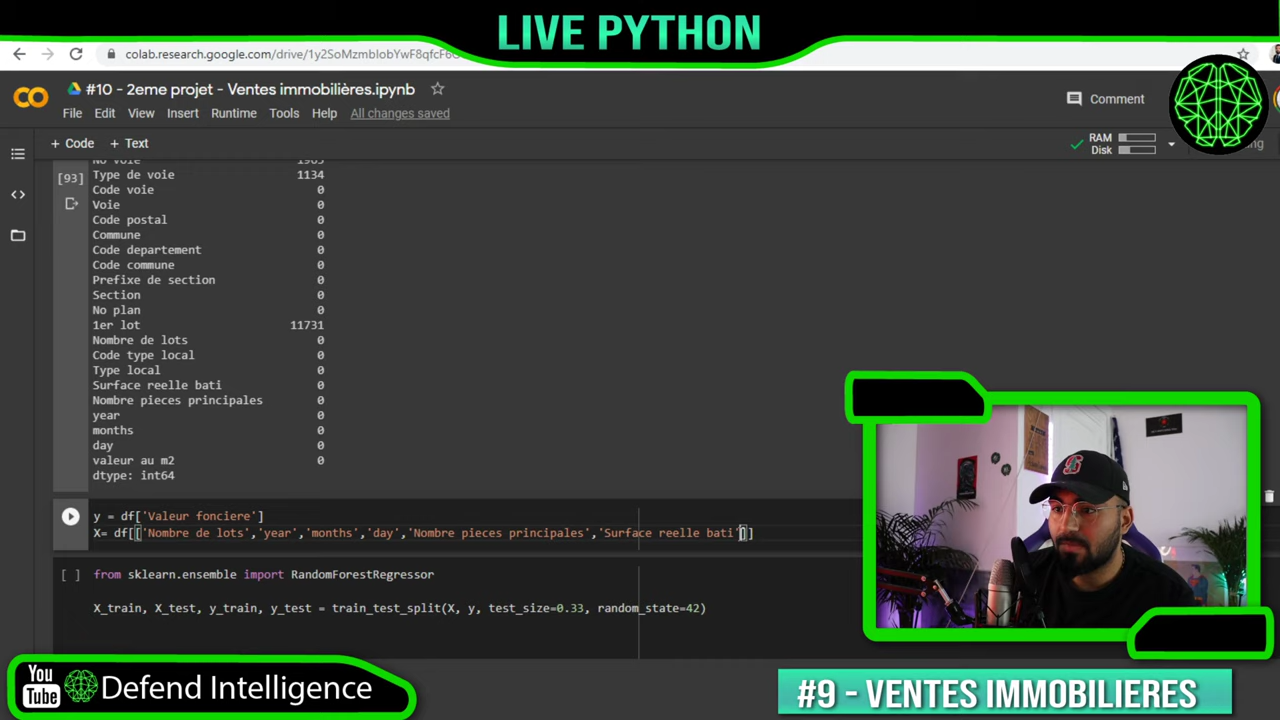 LIVE PYTHON
colab.research.google.com/drive/1y2SoMzmblobYwF8qfcF6
#10 - 2eme projet - Ventes immobilières.ipynb
Comment
File Edit View Insert Runtime Tools Help All changes saved
+ Code + Text
RAM
Disk
No voie 1965
[93] Type de voie 1134
Code voie 0
Voie 0
Code postal 0
Commune 0
Code departement 0
Code commune 0
Prefixe de section 0
Section 0
No plan 0
1er lot 11731
Nombre de lots 0
Code type local 0
Type local 0
Surface reelle bati 0
Nombre pieces principales 0
year 0
months 0
day 0
valeur au m2 0
dtype: int64
y = df['Valeur fonciere']
X= df[['Nombre de lots','year','months','day','Nombre pieces principales','Surface reelle bati']]
[ ] from sklearn.ensemble import RandomForestRegressor
X_train, X_test, y_train, y_test = train_test_split(X, y, test_size=0.33, random_state=42)
You
Tube
Defend Intelligence
#9 - VENTES IMMOBILIERES